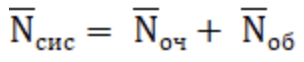 N̅сис = N̅оч + N̅об